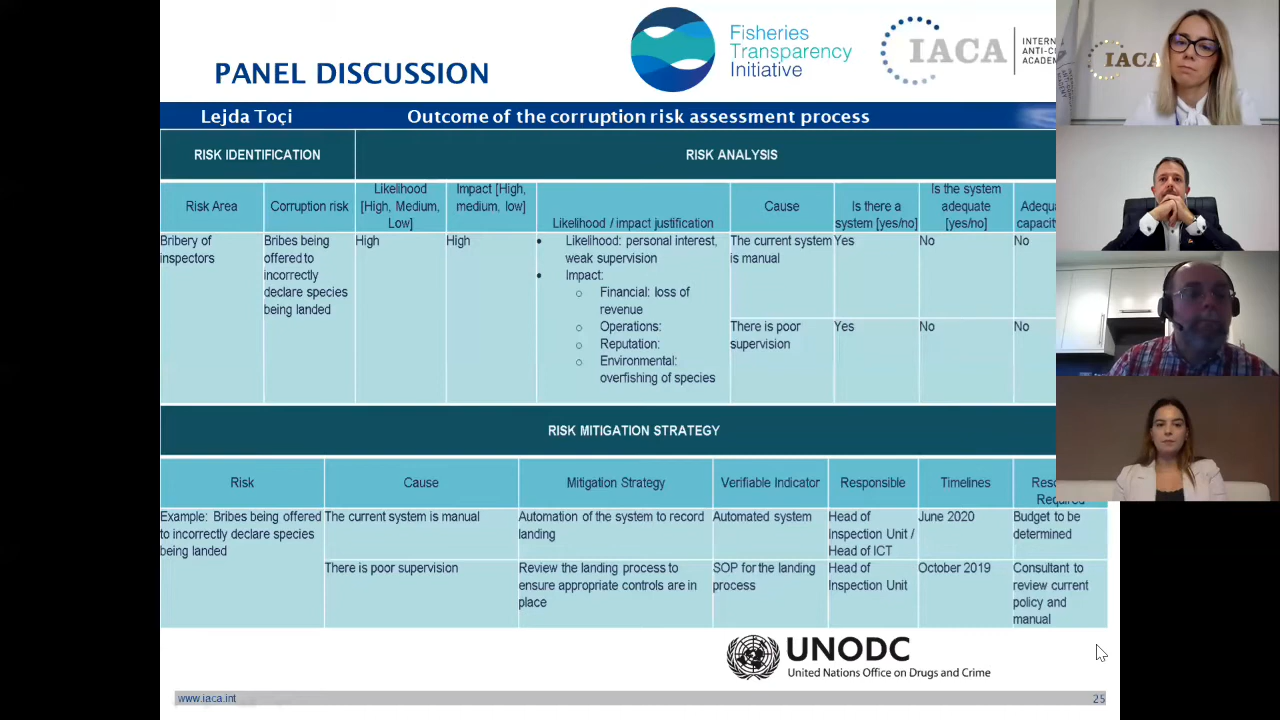 PANEL DISCUSSION
Fisheries
Transparency
Initiative
IACA
INTERN
ANTI-C
ACADE
IACA
Lejda Toçi
Outcome of the corruption risk assessment process
RISK IDENTIFICATION
RISK ANALYSIS
Risk Area
Corruption risk
Likelihood
[High, Medium,
Low]
Impact [High,
medium, low]
Likelihood / impact justification
Cause
Is there a
system [yes/no]
Is the system
adequate
[yes/no]
Adequa
capacit
Bribery of
inspectors
Bribes being
offered to
incorrectly
declare species
being landed
High
High
• Likelihood: personal interest,
weak supervision
• Impact:
o Financial: loss of
revenue
o Operations:
o Reputation:
o Environmental:
overfishing of species
The current system
is manual
Yes
No
No
There is poor
supervision
Yes
No
No
RISK MITIGATION STRATEGY
Risk
Cause
Mitigation Strategy
Verifiable Indicator
Responsible
Timelines
Reso
Required
Example: Bribes being offered
to incorrectly declare species
being landed
The current system is manual
Automation of the system to record
landing
Automated system
Head of
Inspection Unit /
Head of ICT
June 2020
Budget to be
determined
There is poor supervision
Review the landing process to
ensure appropriate controls are in
place
SOP for the landing
process
Head of
Inspection Unit
October 2019
Consultant to
review current
policy and
manual
UNODC
United Nations Office on Drugs and Crime
www.iaca.int
25